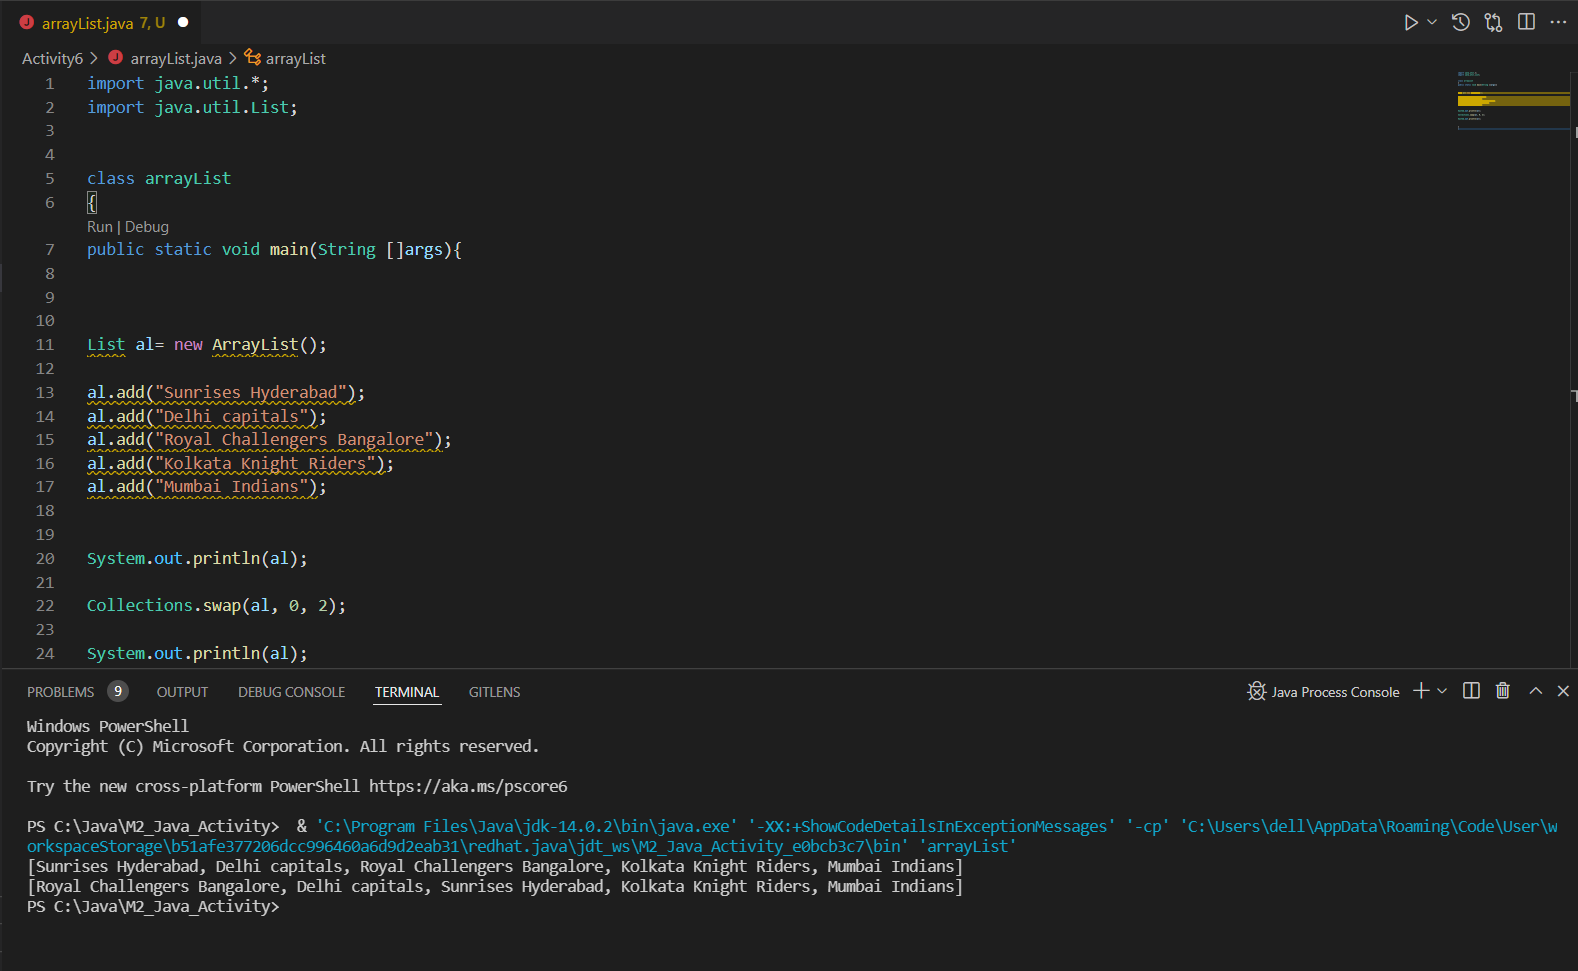 arrayList.java 7, U
Activity6 > arrayList.java > arrayList
1 import java.util.*;
2 import java.util.List;
3
4
5 class arrayList
6 {
Run | Debug
7 public static void main(String []args){
8
9
10
11 List al= new ArrayList();
12
13 al.add("Sunrises Hyderabad");
14 al.add("Delhi capitals");
15 al.add("Royal Challengers Bangalore");
16 al.add("Kolkata Knight Riders");
17 al.add("Mumbai Indians");
18
19
20 System.out.println(al);
21
22 Collections.swap(al, 0, 2);
23
24 System.out.println(al);
PROBLEMS 9 OUTPUT DEBUG CONSOLE TERMINAL GITLENS Java Process Console
Windows PowerShell
Copyright (C) Microsoft Corporation. All rights reserved.
Try the new cross-platform PowerShell https://aka.ms/pscore6
PS C:\Java\M2_Java_Activity>  & 'C:\Program Files\Java\jdk-14.0.2\bin\java.exe' '-XX:+ShowCodeDetailsInExceptionMessages' '-cp' 'C:\Users\dell\AppData\Roaming\Code\User\w
orkspaceStorage\b51afe377206dcc996460a6d9d2eab31\redhat.java\jdt_ws\M2_Java_Activity_e0bcb3c7\bin' 'arrayList'
[Sunrises Hyderabad, Delhi capitals, Royal Challengers Bangalore, Kolkata Knight Riders, Mumbai Indians]
[Royal Challengers Bangalore, Delhi capitals, Sunrises Hyderabad, Kolkata Knight Riders, Mumbai Indians]
PS C:\Java\M2_Java_Activity>